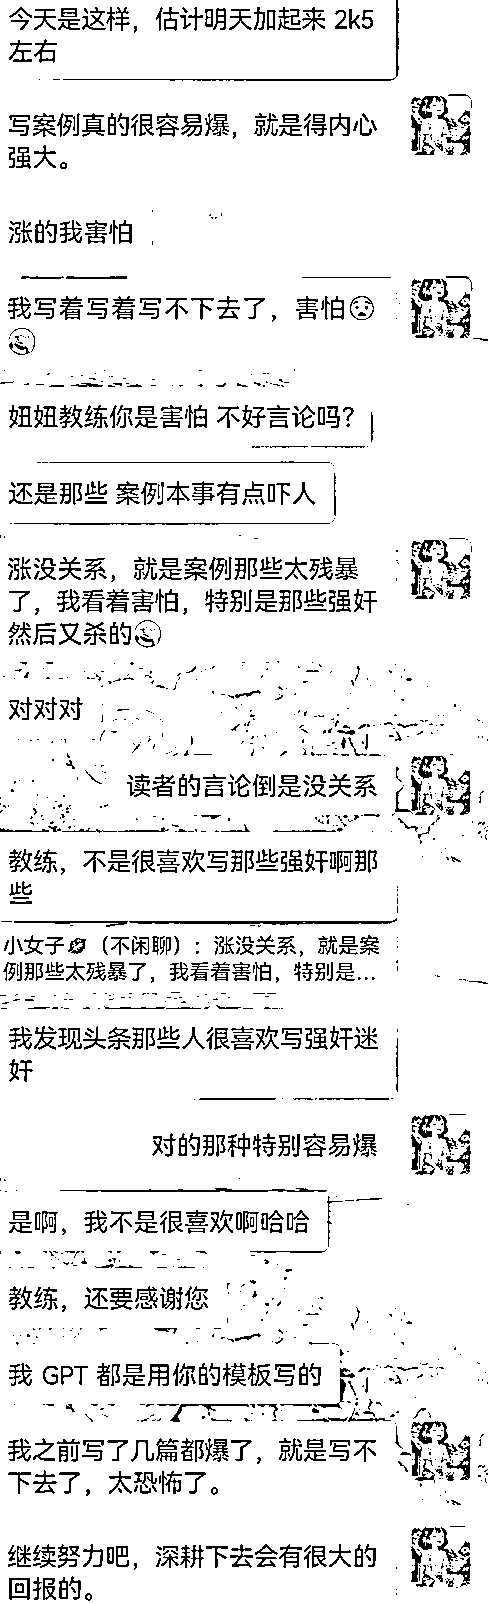 今天是这样，估计明天加起来 2k5
左右
写案例真的很容易爆，就是得内心
强大。
涨的我害怕
我写着写着写不下去了，害怕😟
妞妞教练你是害怕 不好言论吗？
还是那些 案例本事有点吓人
涨没关系，就是案例那些太残暴
了，我看着害怕，特别是那些强奸
然后又杀的
对对对
读者的言论倒是没关系
教练，不是很喜欢写那些强奸啊那
些
小女子（不闲聊）：涨没关系，就是案
例那些太残暴了，我看着害怕，特别是...
我发现头条那些人很喜欢写强奸迷
奸
对的那种特别容易爆
是啊，我不是很喜欢啊哈哈
教练，还要感谢您
我 GPT 都是用你的模板写的
我之前写了几篇都爆了，就是写不
下去了，太恐怖了。
继续努力吧，深耕下去会有很大的
回报的。